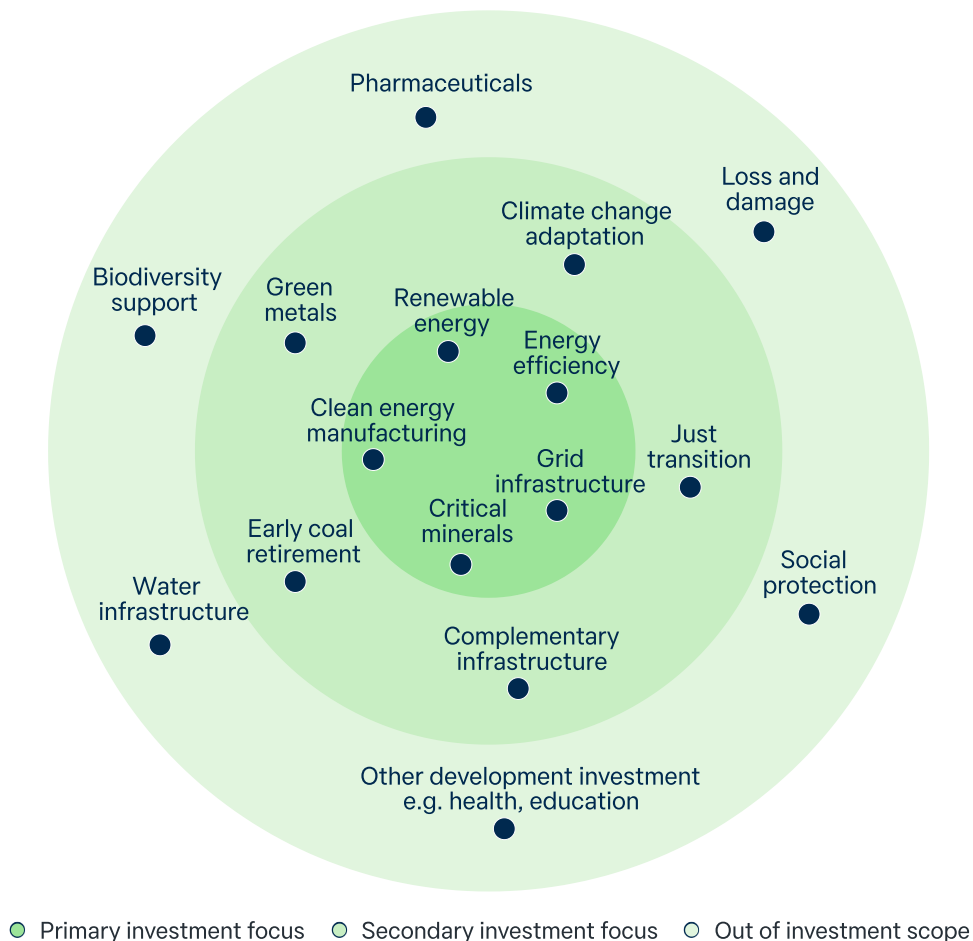 Pharmaceuticals
Loss and
damage
Climate change
adaptation
Biodiversity
support
Green
metals
Renewable
energy
Energy
efficiency
Clean energy
manufacturing
Just
transition
Grid
infrastructure
Critical
minerals
Early coal
retirement
Social
protection
Water
infrastructure
Complementary
infrastructure
Other development investment
e.g. health, education
Primary investment focus
Secondary investment focus
Out of investment scope